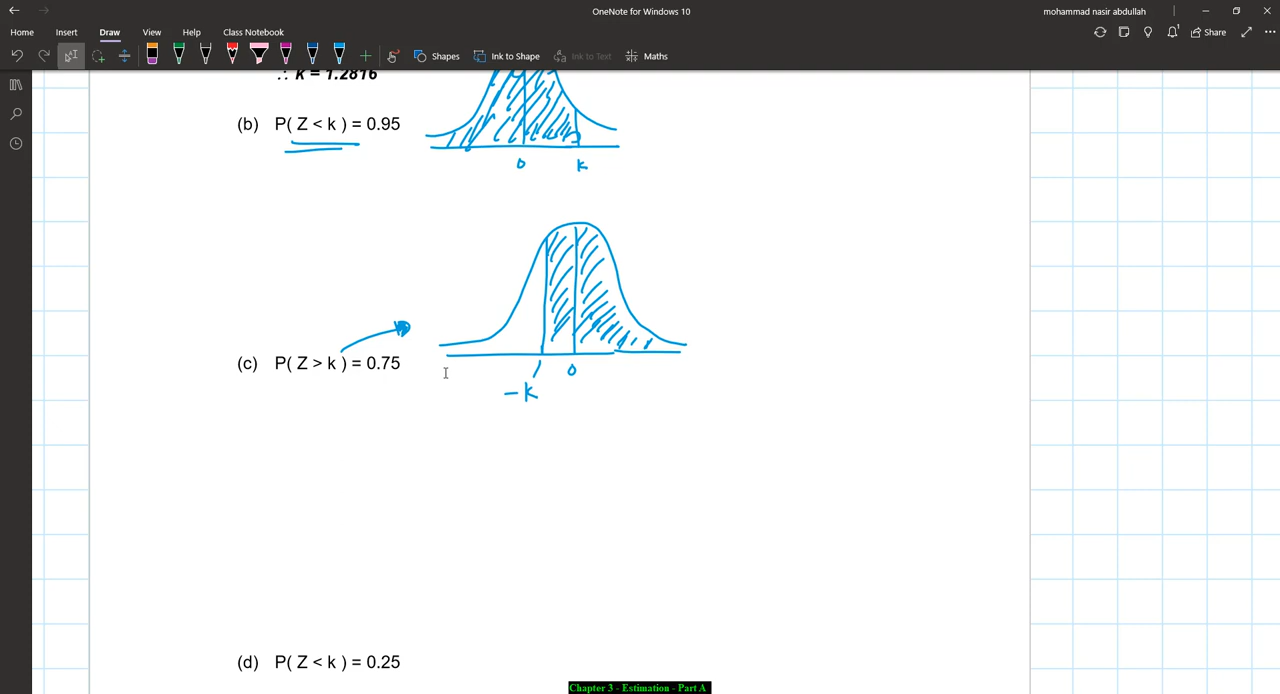 OneNote for Windows 10
mohammad nasir abdullah
Home Insert Draw View Help Class Notebook
Share
Shapes Ink to Shape Ink to Text Maths
∴ k = 1.2816
(b) P( Z < k ) = 0.95
0 k
(c) P( Z > k ) = 0.75
0
-k
(d) P( Z < k ) = 0.25
Chapter 3 - Estimation - Part A